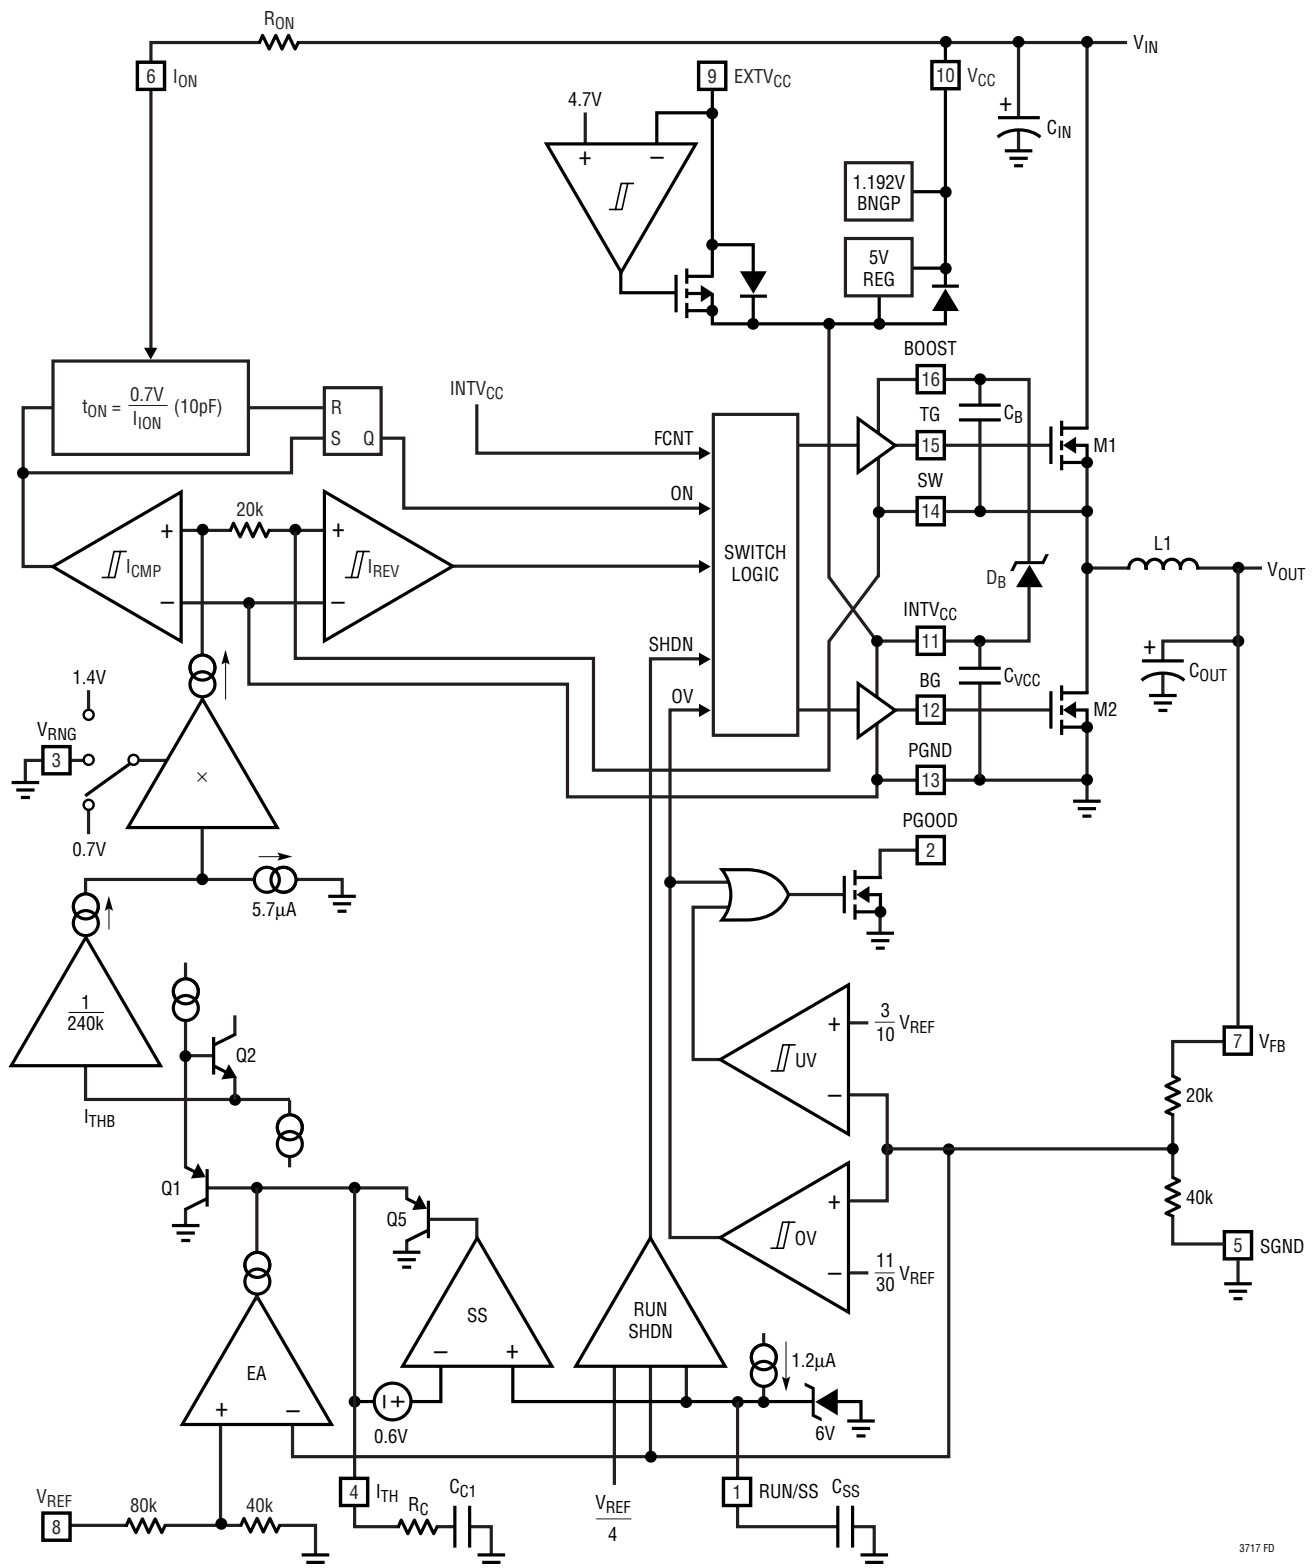 R_ON
V_IN
6 I_ON
9 EXTV_CC
10 V_CC
4.7V
+
C_IN
+ –
1.192V
BNGP
5V
REG
BOOST
16
t_ON = 0.7V/I_ION (10pF)
R
S Q
INTV_CC
FCNT
TG
15
C_B
M1
ON
SW
14
20k
+
+
I_CMP
I_REV
–
–
SWITCH
LOGIC
L1
V_OUT
D_B
INTV_CC
11
SHDN
+
C_OUT
C_VCC
BG
12
M2
OV
PGND
13
1.4V
V_RNG
3
×
0.7V
PGOOD
2
5.7µA
1/240k
Q2
I_THB
+
3/10 V_REF
UV
–
7 V_FB
20k
Q1
Q5
+
OV
–
11/30 V_REF
40k
5 SGND
SS
– +
RUN
SHDN
1.2µA
EA
+ –
0.6V
6V
V_REF
8
80k
40k
4 I_TH
R_C
C_C1
V_REF/4
1 RUN/SS
C_SS
3717 FD